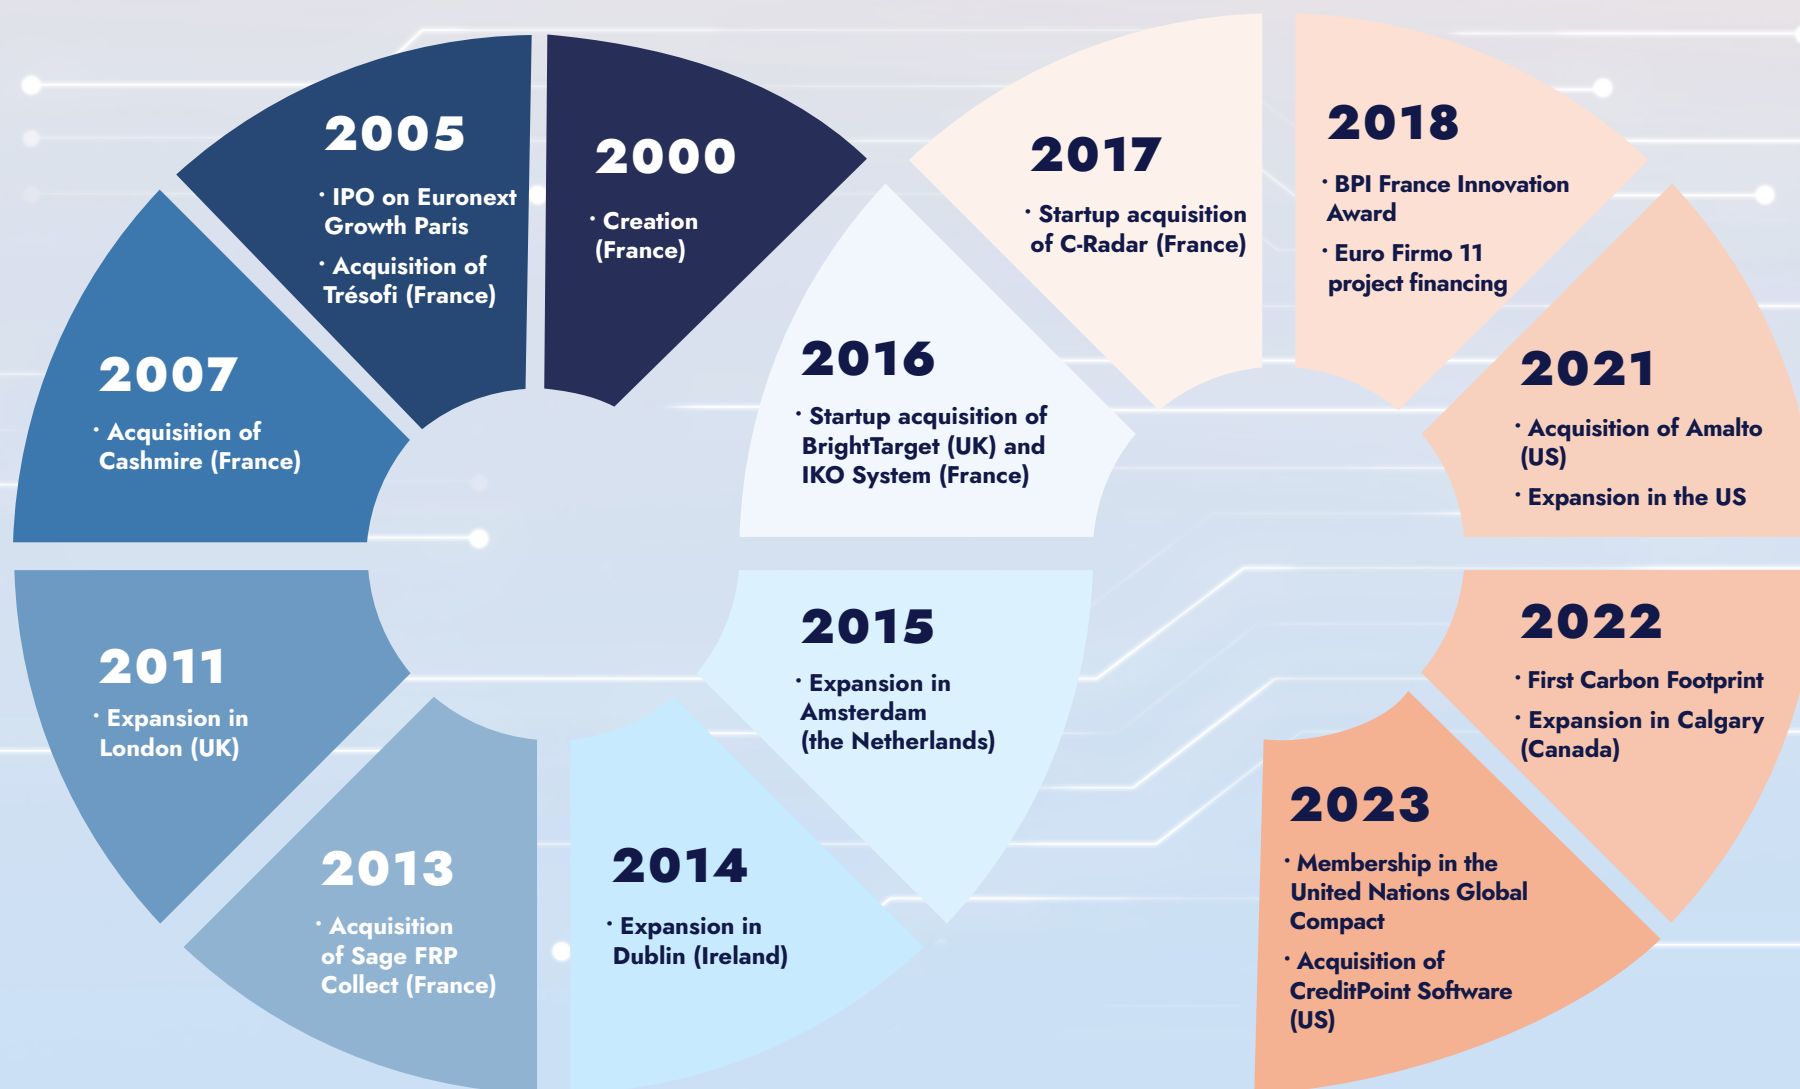 2000
· Creation
(France)
2005
· IPO on Euronext
Growth Paris
· Acquisition of
Trésofi (France)
2007
· Acquisition of
Cashmire (France)
2011
· Expansion in
London (UK)
2013
· Acquisition
of Sage FRP
Collect (France)
2014
· Expansion in
Dublin (Ireland)
2015
· Expansion in
Amsterdam
(the Netherlands)
2016
· Startup acquisition of
BrightTarget (UK) and
IKO System (France)
2017
· Startup acquisition
of C-Radar (France)
2018
· BPI France Innovation
Award
· Euro Firmo 11
project financing
2021
· Acquisition of Amalto
(US)
· Expansion in the US
2022
· First Carbon Footprint
· Expansion in Calgary
(Canada)
2023
· Membership in the
United Nations Global
Compact
· Acquisition of
CreditPoint Software
(US)